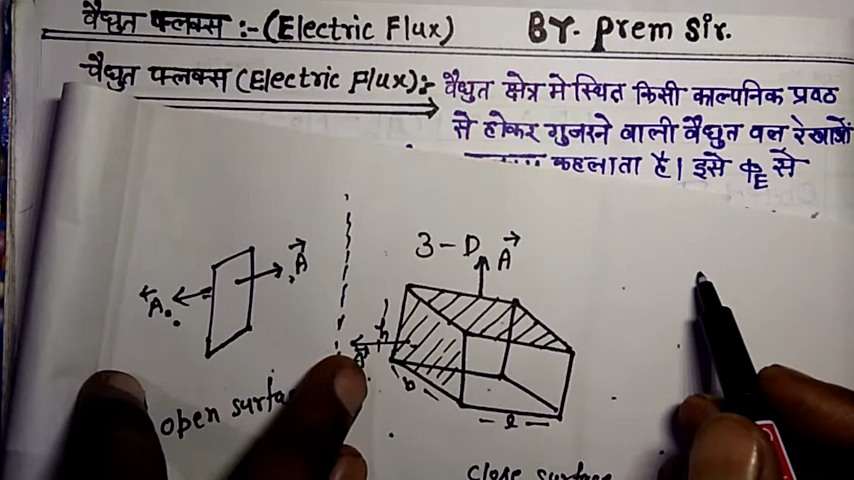 वैधुत फ्लक्स :- (Electric Flux) BY- Prem Sir.
वैधुत फ्लक्स (Electric Flux):- वैधुत क्षेत्र मे स्थित किसी काल्पनिक प्रष्ठ
से होकर गुजरने वाली वैधुत वल रेखाओं
कहलाता है। इसे ϕE से
3-D A
A
A
h
A
b
l
open surfa
close surface